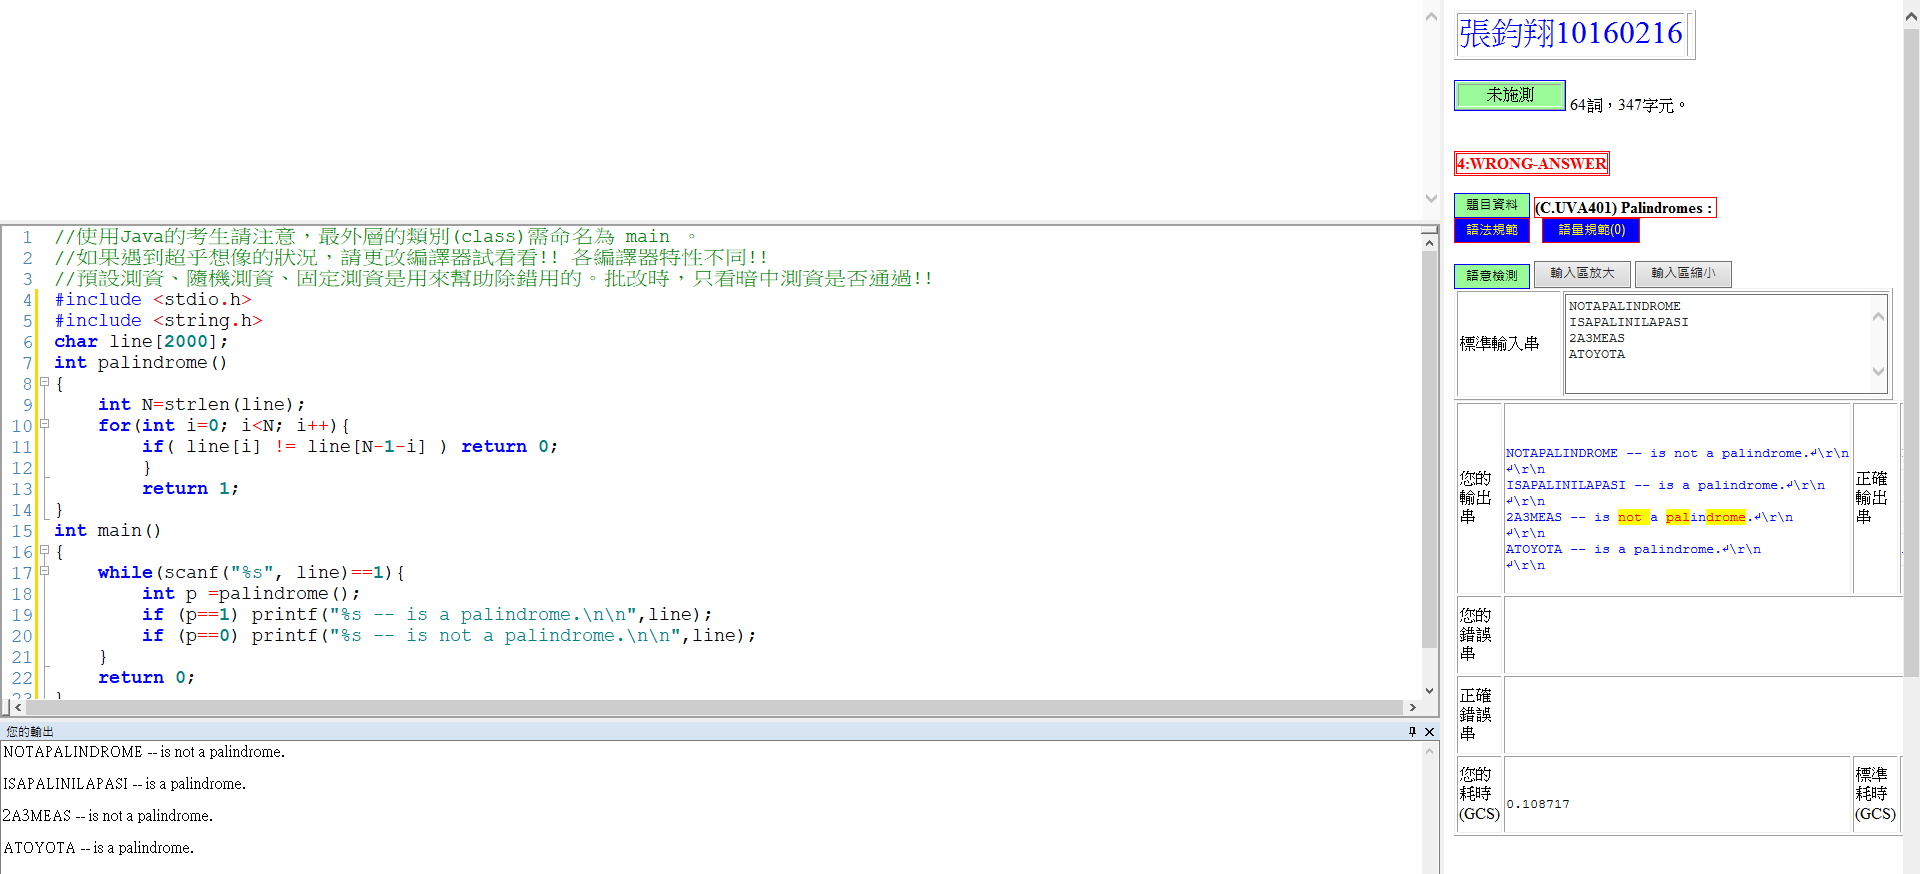 1 //使用Java的考生請注意，最外層的類別(class)需命名為 main 。
2 //如果遇到超乎想像的狀況，請更改編譯器試看看!! 各編譯器特性不同!!
3 //預設測資、隨機測資、固定測資是用來幫助除錯用的。批改時，只看暗中測資是否通過!!
4 #include <stdio.h>
5 #include <string.h>
6 char line[2000];
7 int palindrome()
8 {
9 int N=strlen(line);
10 for(int i=0; i<N; i++){
11 if( line[i] != line[N-1-i] ) return 0;
12 }
13 return 1;
14 }
15 int main()
16 {
17 while(scanf("%s", line)==1){
18 int p =palindrome();
19 if (p==1) printf("%s -- is a palindrome.\n\n",line);
20 if (p==0) printf("%s -- is not a palindrome.\n\n",line);
21 }
22 return 0;
23 }
您的輸出
NOTAPALINDROME -- is not a palindrome.
ISAPALINILAPASI -- is a palindrome.
2A3MEAS -- is not a palindrome.
ATOYOTA -- is a palindrome.
張鈞翔10160216
未施測 64詞，347字元。
4:WRONG-ANSWER
題目資料 (C.UVA401) Palindromes :
語法規範 語量規範(0)
語意檢測 輸入區放大 輸入區縮小
標準輸入串
NOTAPALINDROME
ISAPALINILAPASI
2A3MEAS
ATOYOTA
您的
輸出
串
NOTAPALINDROME -- is not a palindrome.↲\r\n
↲\r\n
ISAPALINILAPASI -- is a palindrome.↲\r\n
↲\r\n
2A3MEAS -- is not a palindrome.↲\r\n
↲\r\n
ATOYOTA -- is a palindrome.↲\r\n
↲\r\n
正確
輸出
串
您的
錯誤
串
正確
錯誤
串
您的
耗時
(GCS)
0.108717
標準
耗時
(GCS)